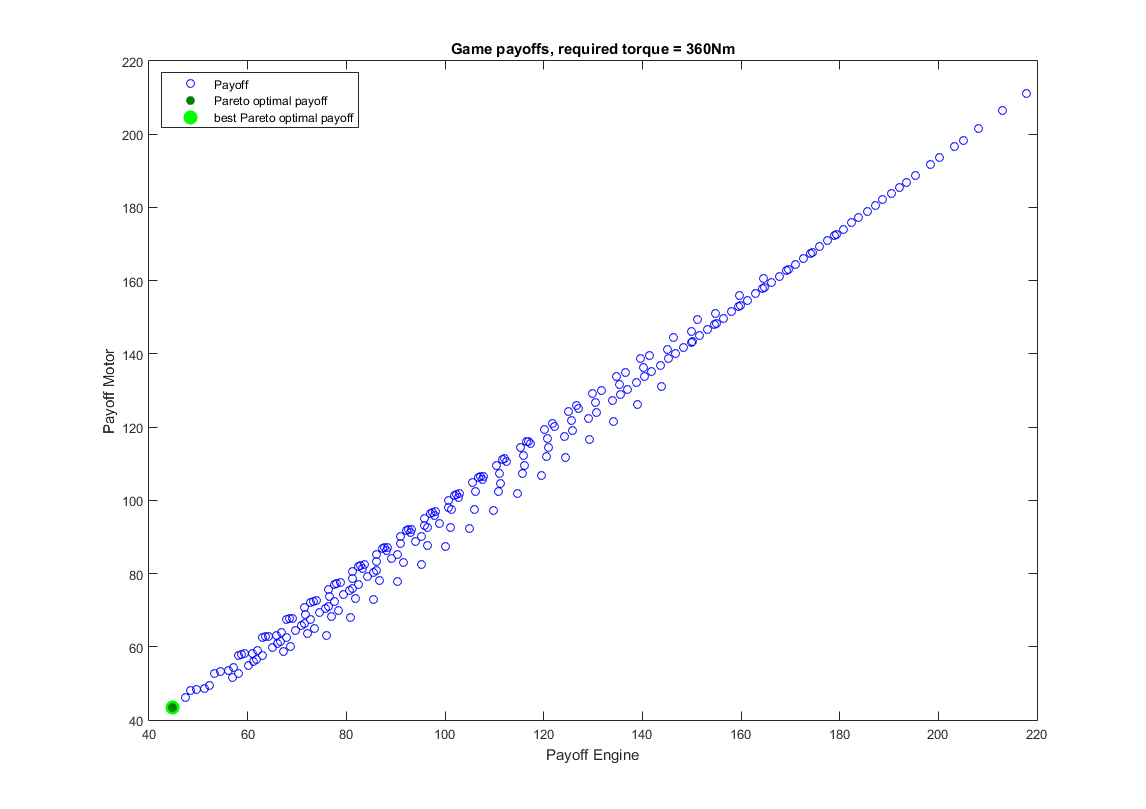 Game payoffs, required torque = 360Nm
Payoff
Pareto optimal payoff
best Pareto optimal payoff
220
200
180
160
140
120
100
80
60
40
Payoff Motor
40 60 80 100 120 140 160 180 200 220
Payoff Engine